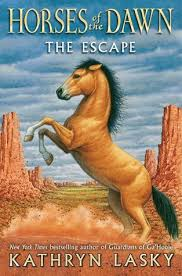 HORSES of the DAWN
THE ESCAPE
New York Times bestselling author of Guardians of Ga'Hoole
KATHRYN LASKY